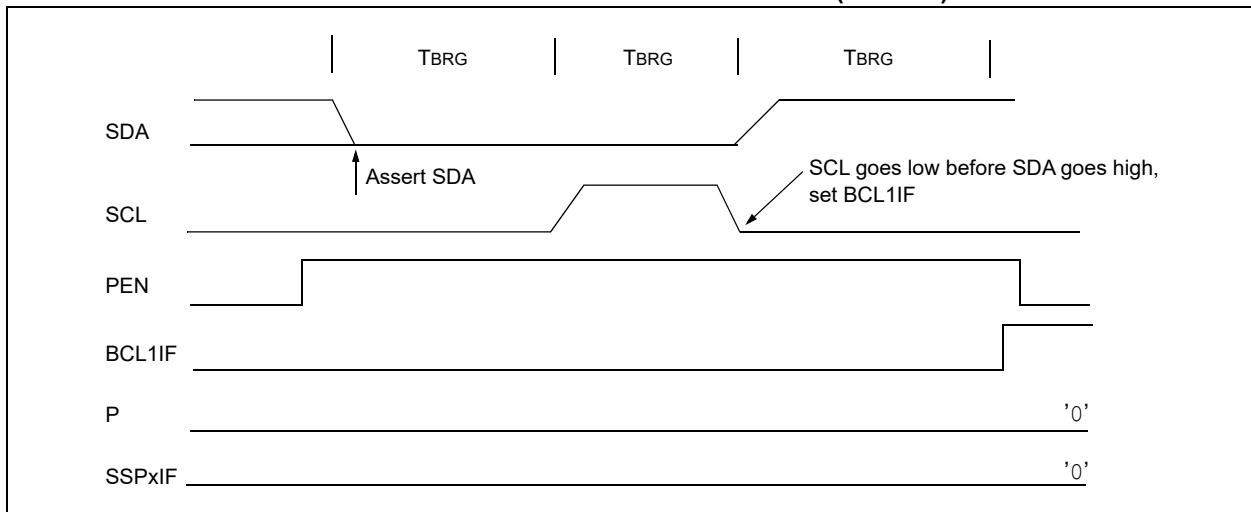 TBRG TBRG TBRG
SDA
Assert SDA
SCL goes low before SDA goes high,
set BCL1IF
SCL
PEN
BCL1IF
P '0'
SSPxIF '0'